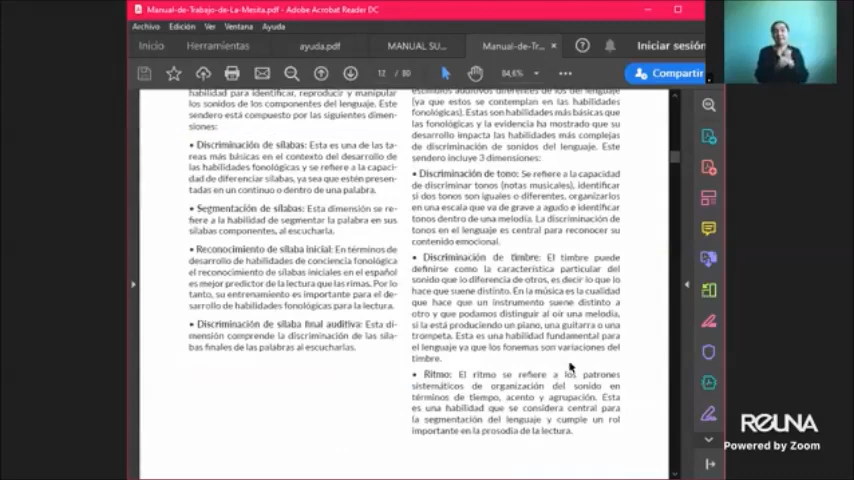 Manual-de-Trabajo-de-La-Mesita.pdf - Adobe Acrobat Reader DC
Archivo Edición Ver Ventana Ayuda
Inicio Herramientas ayuda.pdf MANUAL SU... Manual-de-Tr... × Iniciar sesión
12 / 80 84,6% Compartir
habilidad para identificar, reproducir y manipular
los sonidos de los componentes del lenguaje. Este
sendero está compuesto por las siguientes dimen-
siones:
• Discriminación de sílabas: Esta es una de las ta-
reas más básicas en el contexto del desarrollo de
las habilidades fonológicas y se refiere a la capaci-
dad de diferenciar sílabas, ya sea que estén presen-
tadas en un continuo o dentro de una palabra.
• Segmentación de sílabas: Esta dimensión se re-
fiere a la habilidad de segmentar la palabra en sus
sílabas componentes, al escucharla.
• Reconocimiento de sílaba inicial: En términos de
desarrollo de habilidades de conciencia fonológica
el reconocimiento de sílabas iniciales en el español
es mejor predictor de la lectura que las rimas. Por lo
tanto, su entrenamiento es importante para el de-
sarrollo de habilidades fonológicas para la lectura.
• Discriminación de sílaba final auditiva: Esta di-
mensión comprende la discriminación de las síla-
bas finales de las palabras al escucharlas.
estímulos auditivos diferentes de los del lenguaje
(ya que estos se contemplan en las habilidades
fonológicas). Estas son habilidades más básicas que
las fonológicas y la evidencia ha mostrado que su
desarrollo impacta las habilidades más complejas
de discriminación de sonidos del lenguaje. Este
sendero incluye 3 dimensiones:
• Discriminación de tono: Se refiere a la capacidad
de discriminar tonos (notas musicales), identificar
si dos tonos son iguales o diferentes, organizarlos
en una escala que va de grave a agudo e identificar
tonos dentro de una melodía. La discriminación de
tonos en el lenguaje es central para reconocer su
contenido emocional.
• Discriminación de timbre: El timbre puede
definirse como la característica particular del
sonido que lo diferencia de otros, es decir lo que lo
hace que suene distinto. En la música es la cualidad
que hace que un instrumento suene distinto a
otro y que podamos distinguir al oír una melodía,
si la está produciendo un piano, una guitarra o una
trompeta. Esta es una habilidad fundamental para
el lenguaje ya que los fonemas son variaciones del
timbre.
• Ritmo: El ritmo se refiere a los patrones
sistemáticos de organización del sonido en
términos de tiempo, acento y agrupación. Esta
es una habilidad que se considera central para
la segmentación del lenguaje y cumple un rol
importante en la prosodia de la lectura.
REUNA
Powered by Zoom